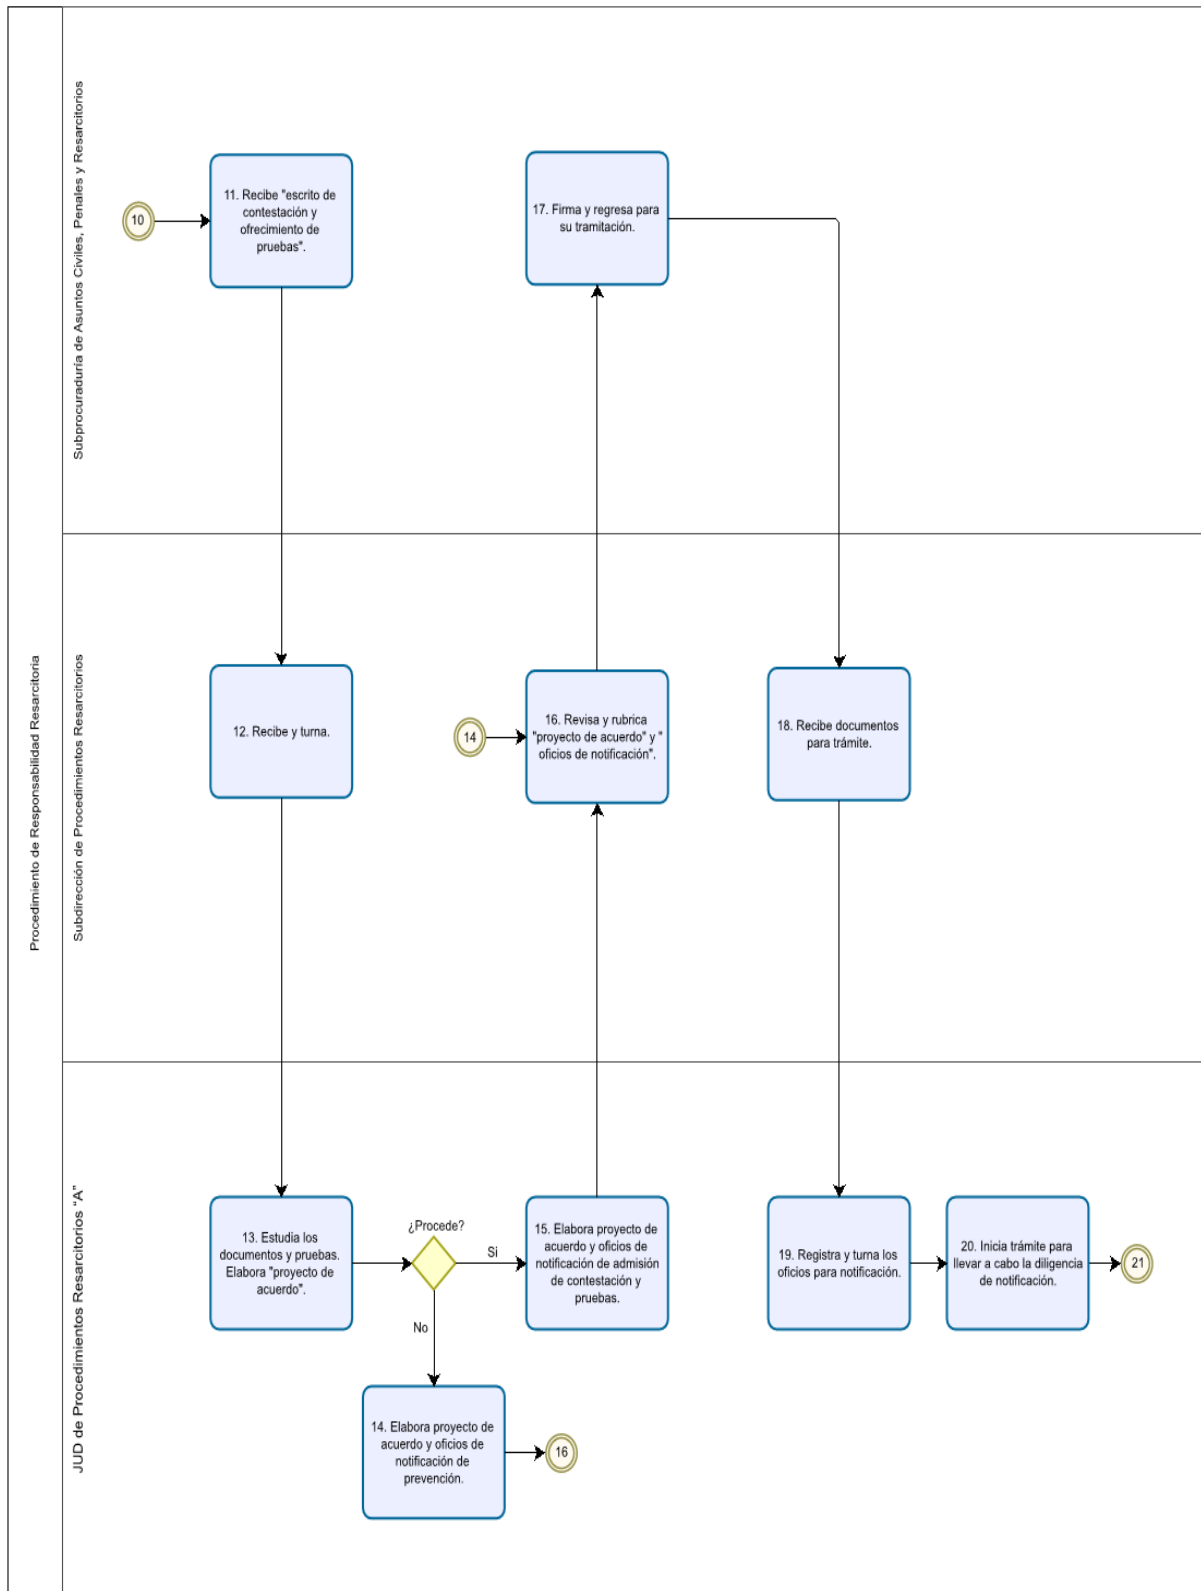 Procedimiento de Responsabilidad Resarcitoria
Subprocuraduría de Asuntos Civiles, Penales y Resarcitorios
10
11. Recibe "escrito de
contestación y
ofrecimiento de
pruebas".
17. Firma y regresa para
su tramitación.
Subdirección de Procedimientos Resarcitorios
12. Recibe y turna.
14
16. Revisa y rubrica
"proyecto de acuerdo" y "
oficios de notificación".
18. Recibe documentos
para trámite.
JUD de Procedimientos Resarcitorios “A”
13. Estudia los
documentos y pruebas.
Elabora "proyecto de
acuerdo".
¿Procede?
Si
No
15. Elabora proyecto de
acuerdo y oficios de
notificación de admisión
de contestación y
pruebas.
14. Elabora proyecto de
acuerdo y oficios de
notificación de
prevención.
16
19. Registra y turna los
oficios para notificación.
20. Inicia trámite para
llevar a cabo la diligencia
de notificación.
21